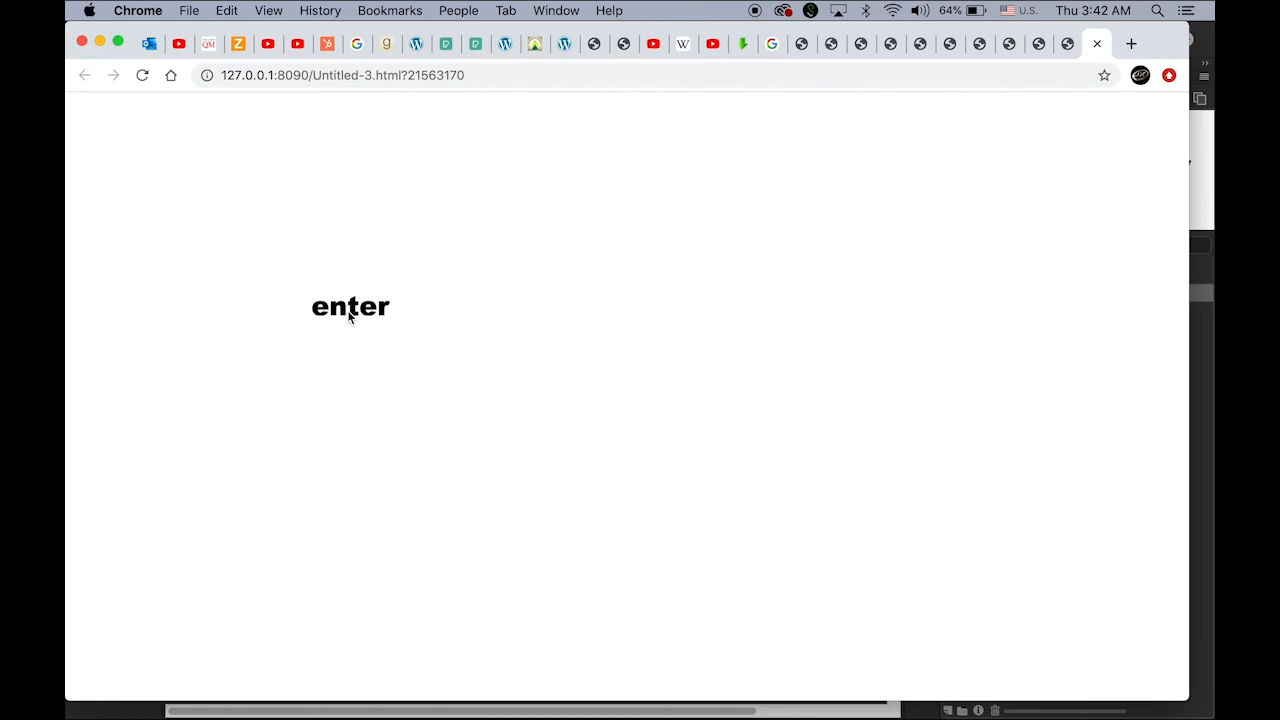 Chrome File Edit View History Bookmarks People Tab Window Help 64% U.S. Thu 3:42 AM
QM Z G g W W W G
127.0.0.1:8090/Untitled-3.html?21563170
enter